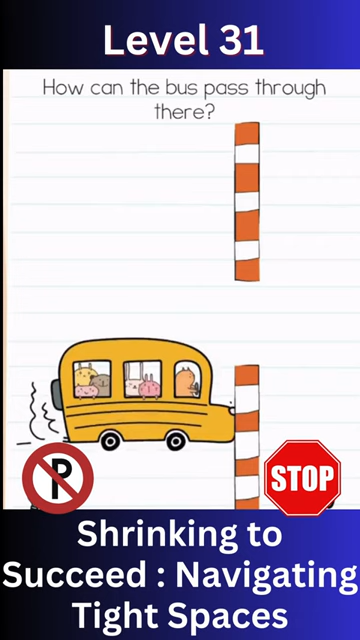 Level 31
How can the bus pass through
there?
P
STOP
Shrinking to
Succeed : Navigating
Tight Spaces